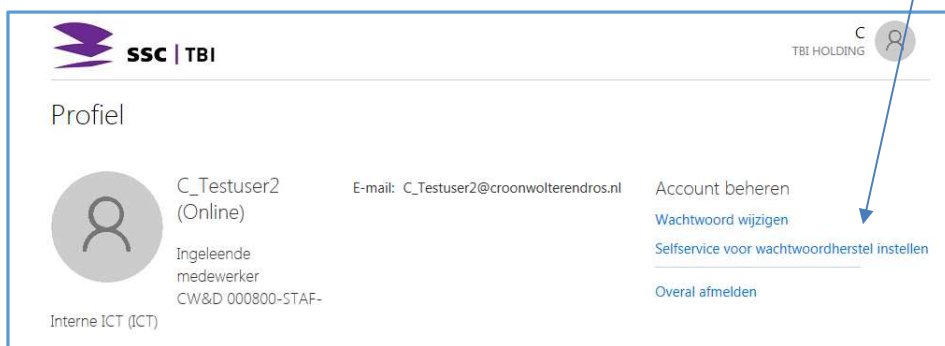 SSC | TBI
C
TBI HOLDING
Profiel
C_Testuser2
(Online)
Ingeleende
medewerker
CW&D 000800-STAF-
Interne ICT (ICT)
E-mail: C_Testuser2@croonwolterendros.nl
Account beheren
Wachtwoord wijzigen
Selfservice voor wachtwoordherstel instellen
Overal afmelden